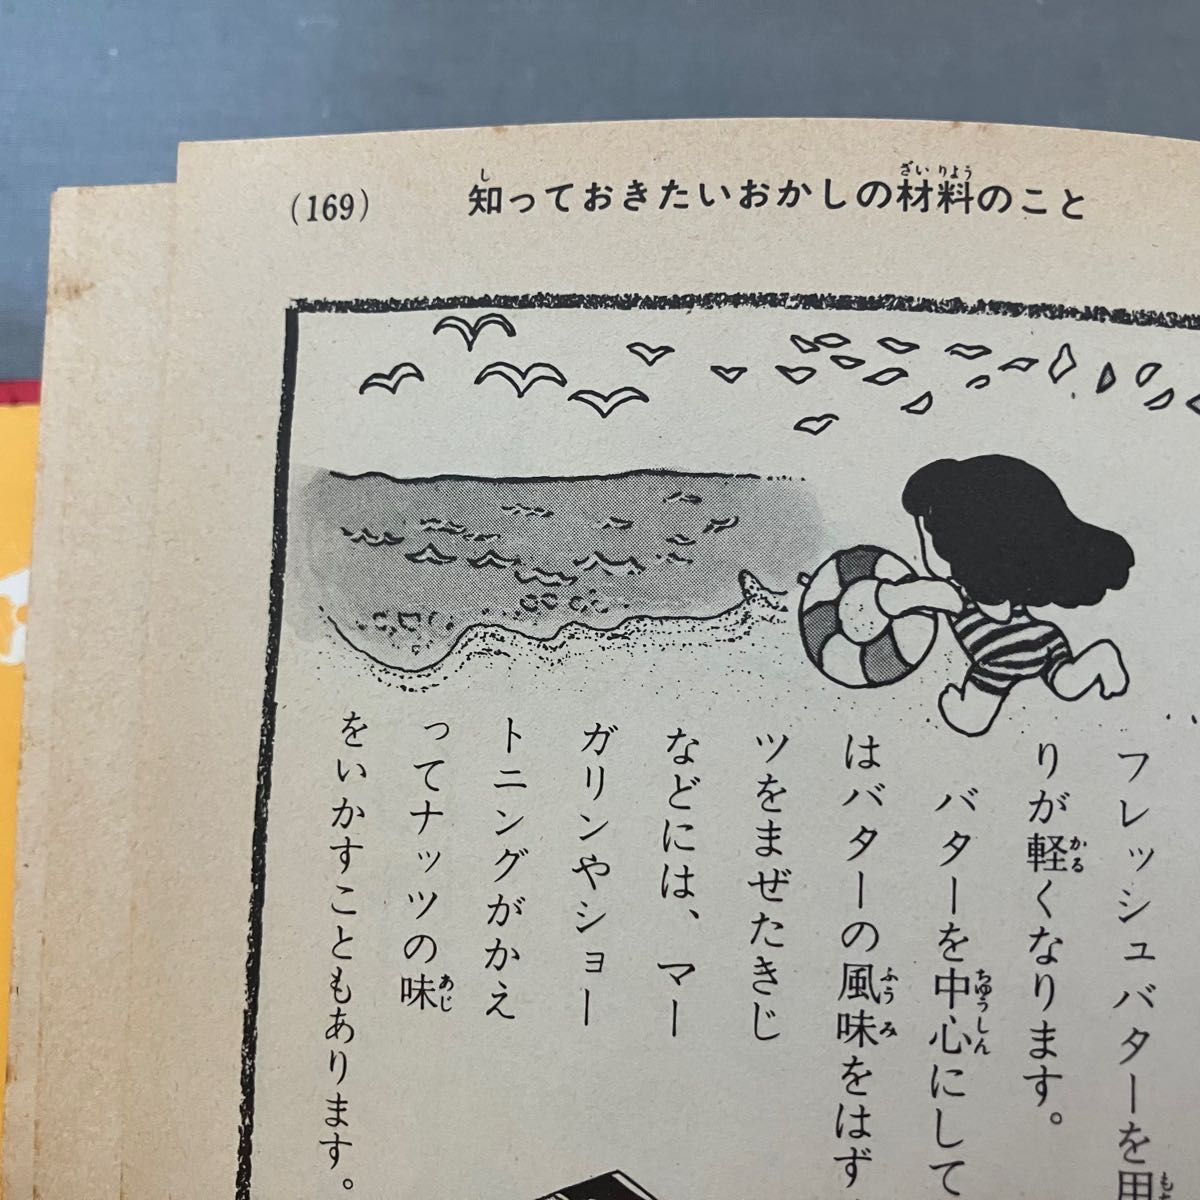 (169)
知っておきたいおかしの材料のこと
フレッシュバターを
りが軽くなります。
バターを中心にして
はバターの風味をはず
ツをまぜたきじ
などには、マー
ガリンやショー
トニングがかえ
ってナッツの味
をいかすこともあります。